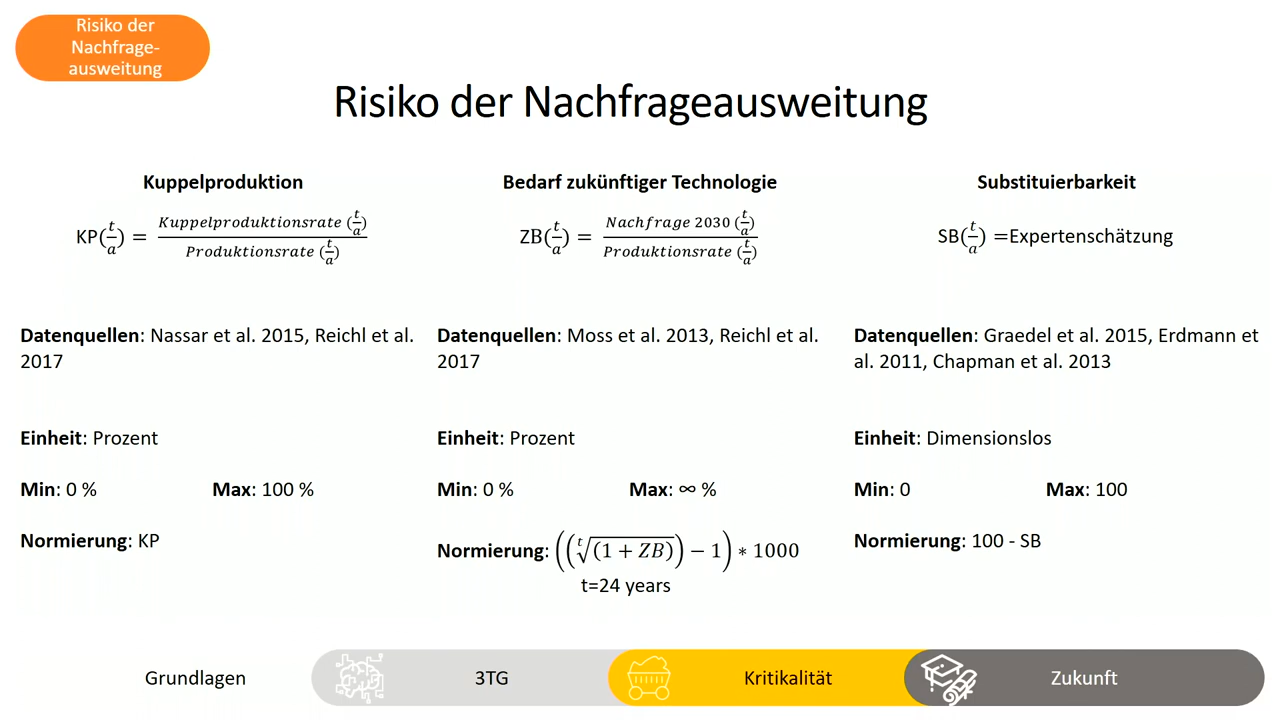 Risiko der
Nachfrage-
ausweitung
Risiko der Nachfrageausweitung
Kuppelproduktion
KP(t/a) = Kuppelproduktionsrate (t/a) / Produktionsrate (t/a)
Datenquellen: Nassar et al. 2015, Reichl et al.
2017
Einheit: Prozent
Min: 0 % Max: 100 %
Normierung: KP
Bedarf zukünftiger Technologie
ZB(t/a) = Nachfrage 2030 (t/a) / Produktionsrate (t/a)
Datenquellen: Moss et al. 2013, Reichl et al.
2017
Einheit: Prozent
Min: 0 % Max: ∞ %
Normierung: ((ᵗ√(1 + ZB)) − 1) * 1000
t=24 years
Substituierbarkeit
SB(t/a) =Expertenschätzung
Datenquellen: Graedel et al. 2015, Erdmann et
al. 2011, Chapman et al. 2013
Einheit: Dimensionslos
Min: 0 Max: 100
Normierung: 100 - SB
Grundlagen 3TG Kritikalität Zukunft